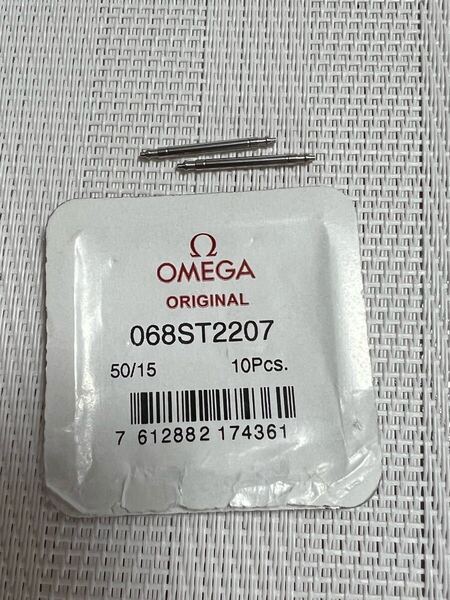 Ω
OMEGA
ORIGINAL
068ST2207
50/15 10Pcs.
7 612882 174361